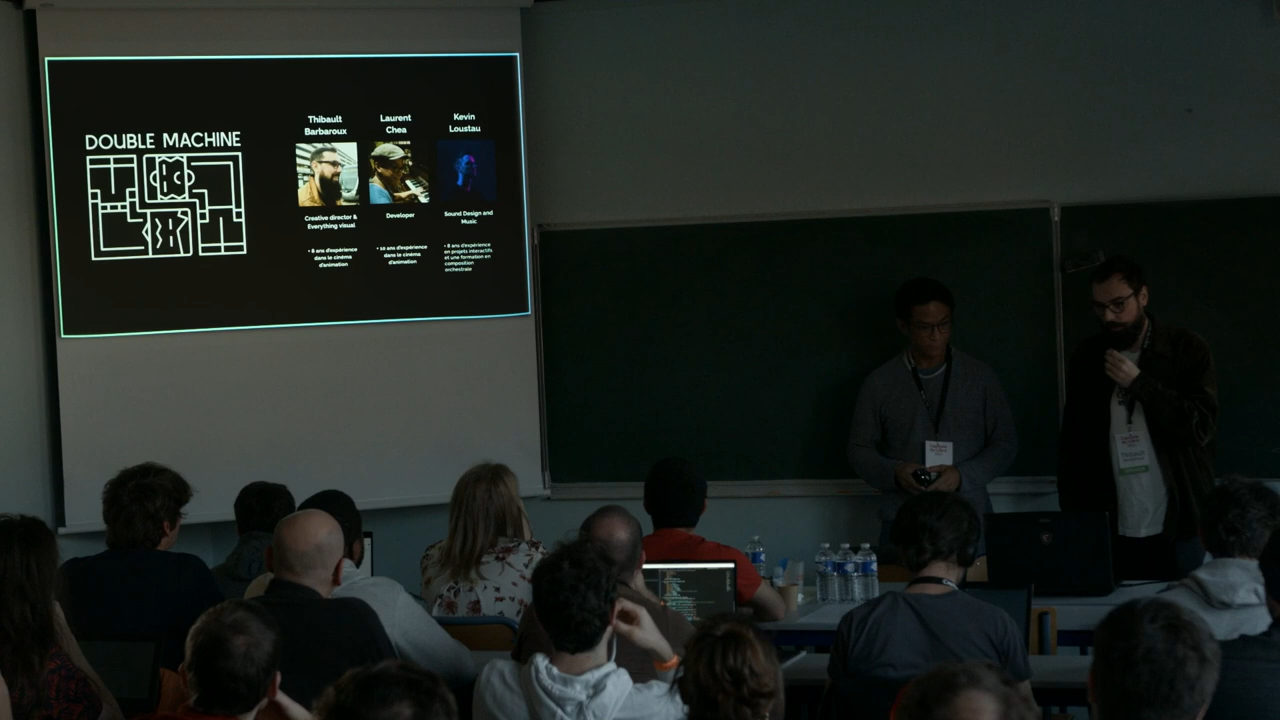 DOUBLE MACHINE
Thibault
Barbaroux
Creative director &
Everything visual
• 8 ans d'expérience
dans le cinéma
d'animation
Laurent
Chea
Developer
• 10 ans d'expérience
dans le cinéma
d'animation
Kevin
Loustau
Sound Design and
Music
• 8 ans d'expérience
en projets interactifs
et une formation en
composition
orchestrale
Thibault